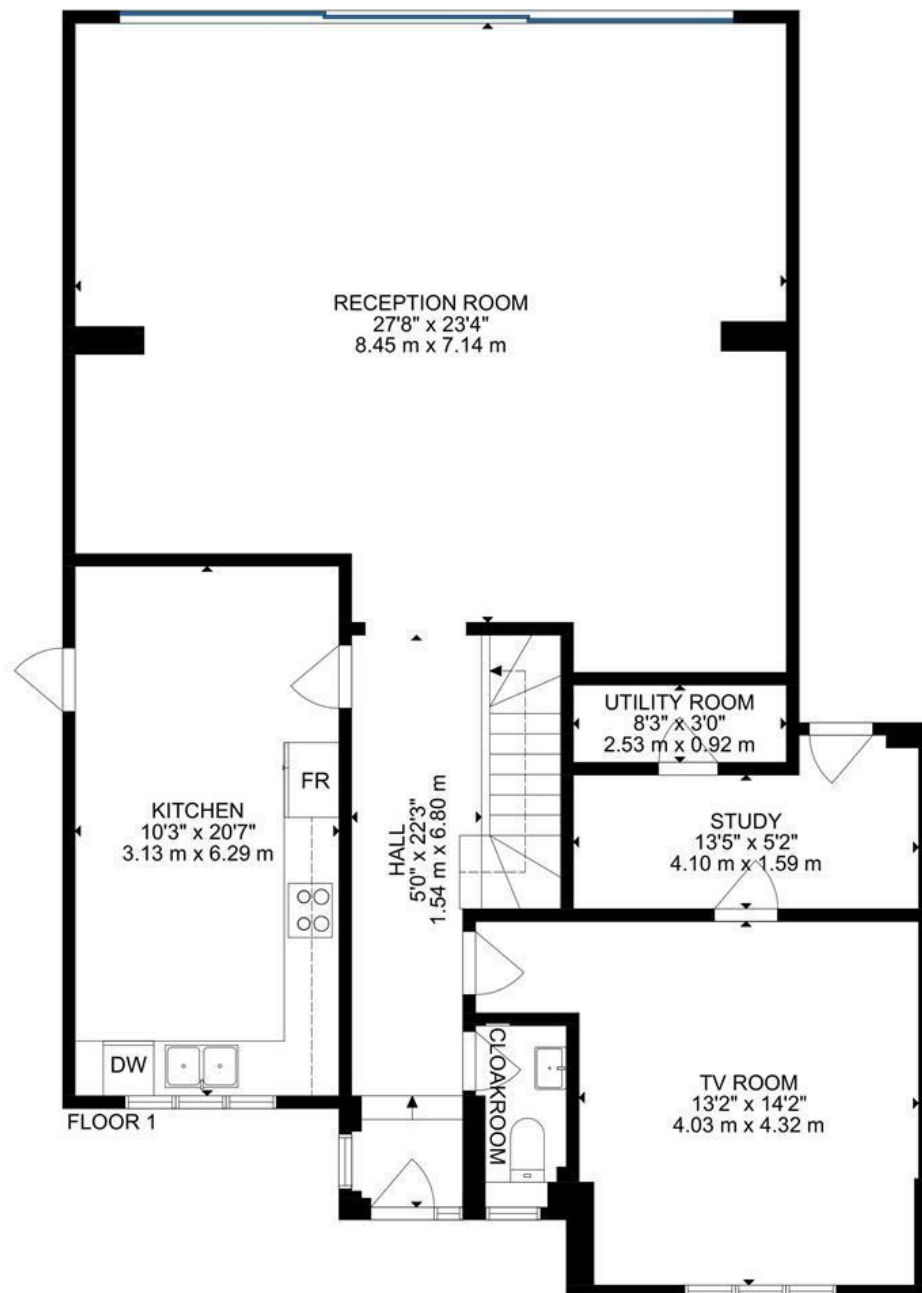 RECEPTION ROOM
27'8" x 23'4"
8.45 m x 7.14 m
UTILITY ROOM
8'3" x 3'0"
2.53 m x 0.92 m
FR
KITCHEN
10'3" x 20'7"
3.13 m x 6.29 m
HALL
5'0" x 22'3"
1.54 m x 6.80 m
STUDY
13'5" x 5'2"
4.10 m x 1.59 m
CLOAKROOM
DW
TV ROOM
13'2" x 14'2"
4.03 m x 4.32 m
FLOOR 1